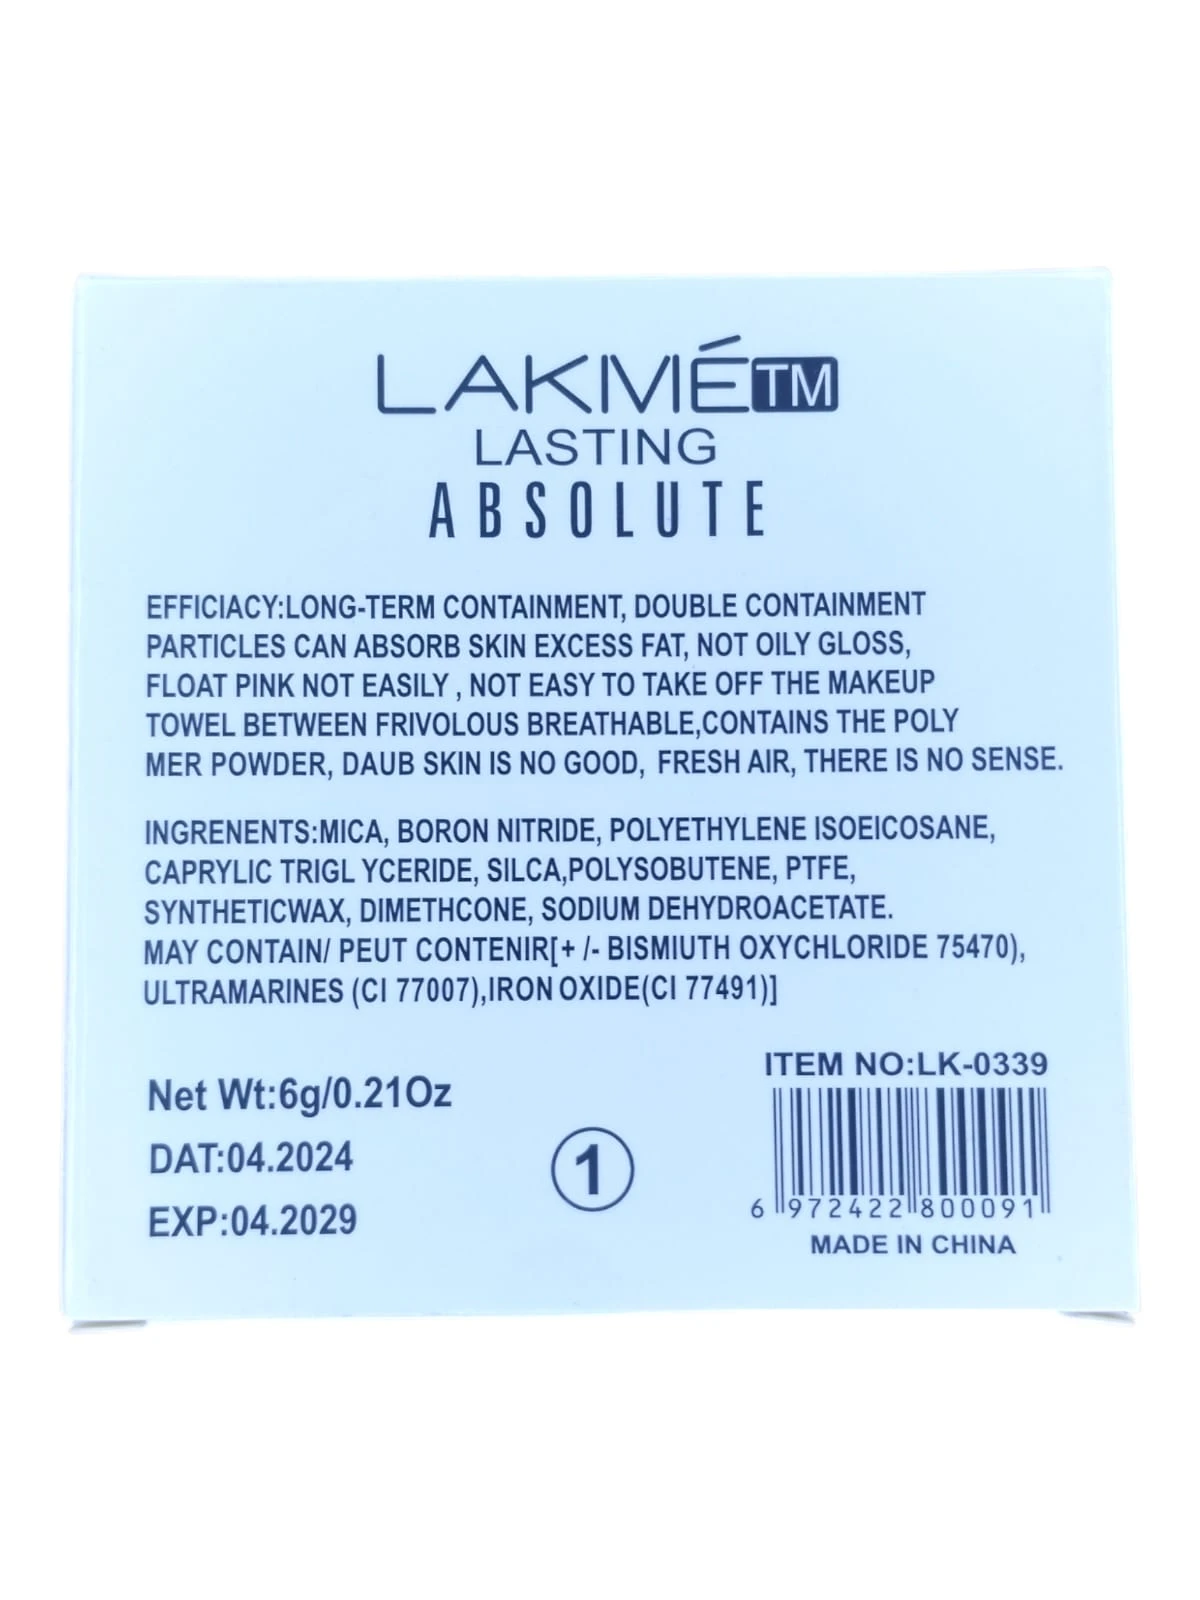 LAKMÉTM
LASTING
ABSOLUTE
EFFICIACY:LONG-TERM CONTAINMENT, DOUBLE CONTAINMENT
PARTICLES CAN ABSORB SKIN EXCESS FAT, NOT OILY GLOSS,
FLOAT PINK NOT EASILY , NOT EASY TO TAKE OFF THE MAKEUP
TOWEL BETWEEN FRIVOLOUS BREATHABLE,CONTAINS THE POLY
MER POWDER, DAUB SKIN IS NO GOOD, FRESH AIR, THERE IS NO SENSE.
INGRENENTS:MICA, BORON NITRIDE, POLYETHYLENE ISOEICOSANE,
CAPRYLIC TRIGL YCERIDE, SILCA,POLYSOBUTENE, PTFE,
SYNTHETICWAX, DIMETHCONE, SODIUM DEHYDROACETATE.
MAY CONTAIN/ PEUT CONTENIR[+ /- BISMIUTH OXYCHLORIDE 75470),
ULTRAMARINES (CI 77007),IRON OXIDE(CI 77491)]
Net Wt:6g/0.21Oz
DAT:04.2024
EXP:04.2029
1
ITEM NO:LK-0339
6 972422 800091
MADE IN CHINA